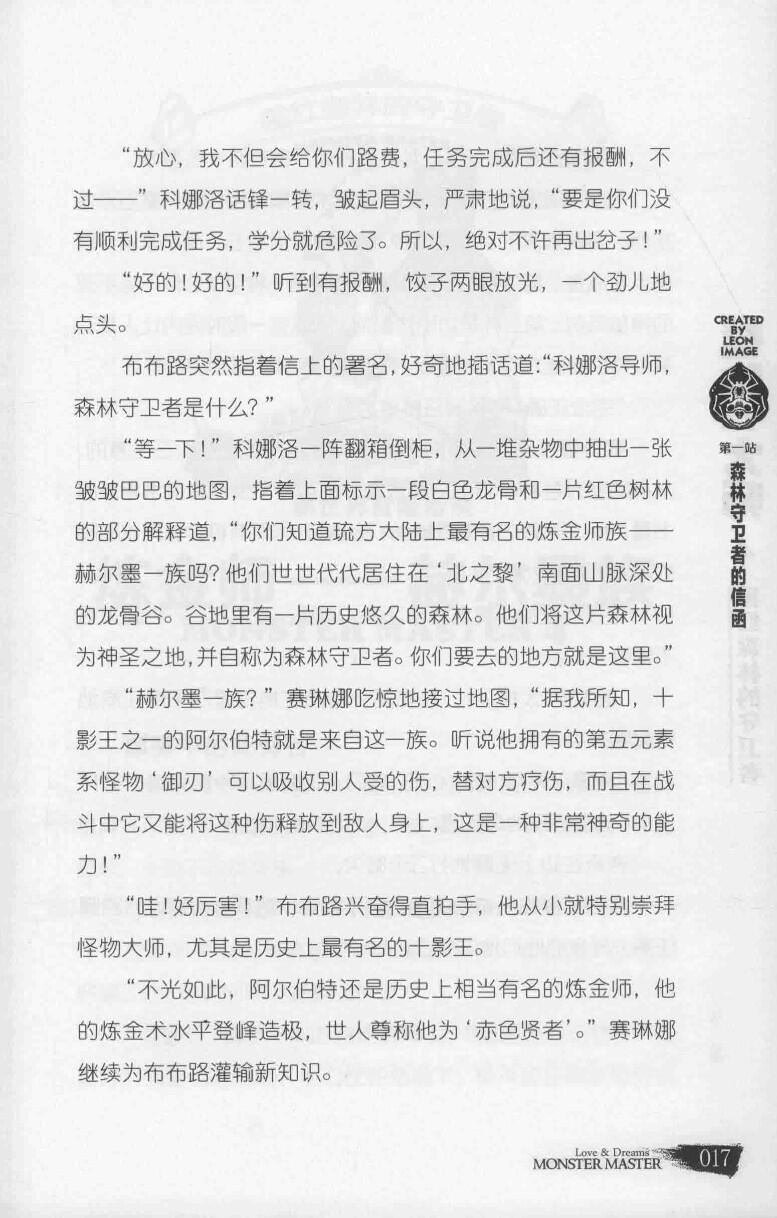 “放心，我不但会给你们路费，任务完成后还有报酬，不
过——”科娜洛话锋一转，皱起眉头，严肃地说，“要是你们没
有顺利完成任务，学分就危险了。所以，绝对不许再出岔子！”
“好的！好的！”听到有报酬，饺子两眼放光，一个劲儿地
点头。
布布路突然指着信上的署名，好奇地插话道：“科娜洛导师，
森林守卫者是什么？”
“等一下！”科娜洛一阵翻箱倒柜，从一堆杂物中抽出一张
皱皱巴巴的地图，指着上面标示一段白色龙骨和一片红色树林
的部分解释道，“你们知道琉方大陆上最有名的炼金师族——
赫尔墨一族吗？他们世世代代居住在‘北之黎’南面山脉深处
的龙骨谷。谷地里有一片历史悠久的森林。他们将这片森林视
为神圣之地，并自称为森林守卫者。你们要去的地方就是这里。”
“赫尔墨一族？”赛琳娜吃惊地接过地图，“据我所知，十
影王之一的阿尔伯特就是来自这一族。听说他拥有的第五元素
系怪物‘御刃’可以吸收别人受的伤，替对方疗伤，而且在战
斗中它又能将这种伤释放到敌人身上，这是一种非常神奇的能
力！”
“哇！好厉害！”布布路兴奋得直拍手，他从小就特别崇拜
怪物大师，尤其是历史上最有名的十影王。
“不光如此，阿尔伯特还是历史上相当有名的炼金师，他
的炼金术水平登峰造极，世人尊称他为‘赤色贤者’。”赛琳娜
继续为布布路灌输新知识。
CREATED
BY
LEON
IMAGE
第一站
森林守卫者的信函
Love & Dreams
MONSTER MASTER
017